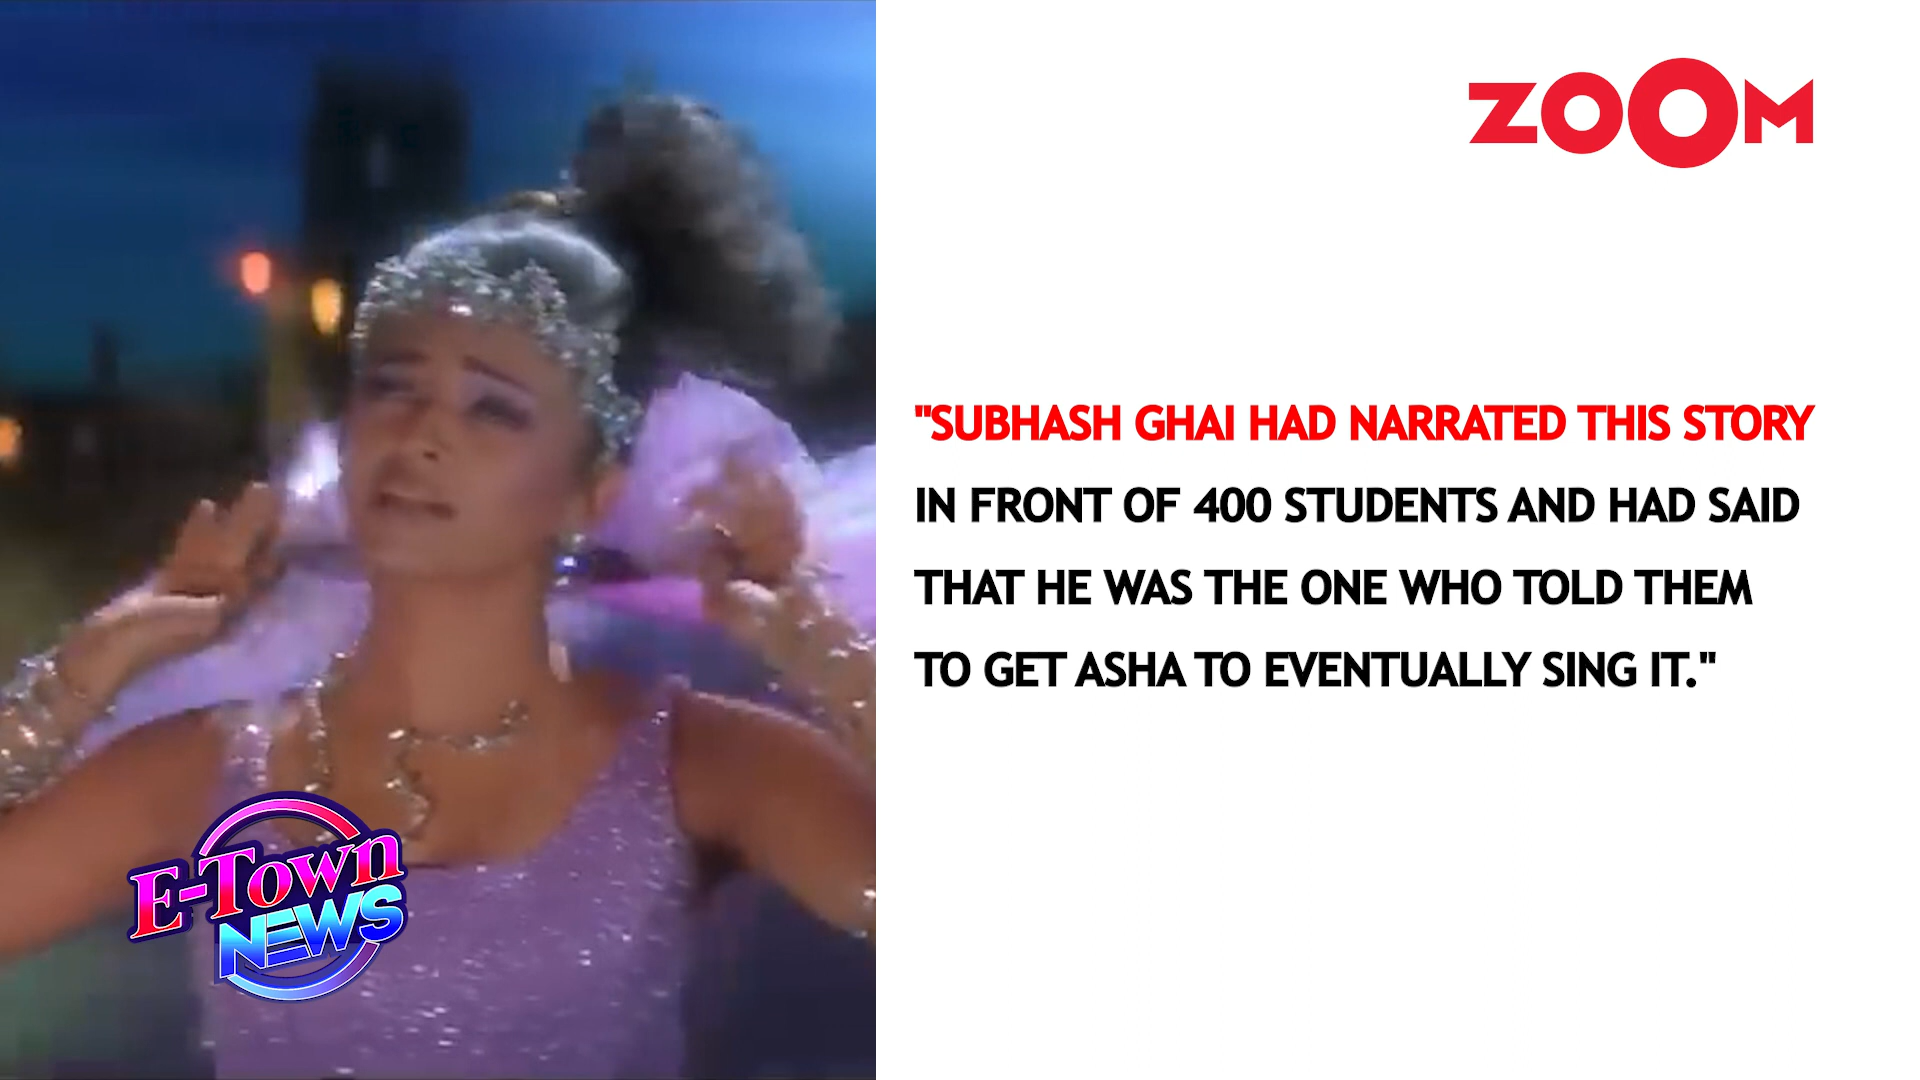 ZOOM
"SUBHASH GHAI HAD NARRATED THIS STORY
IN FRONT OF 400 STUDENTS AND HAD SAID
THAT HE WAS THE ONE WHO TOLD THEM
TO GET ASHA TO EVENTUALLY SING IT."
E-TOWN
NEWS